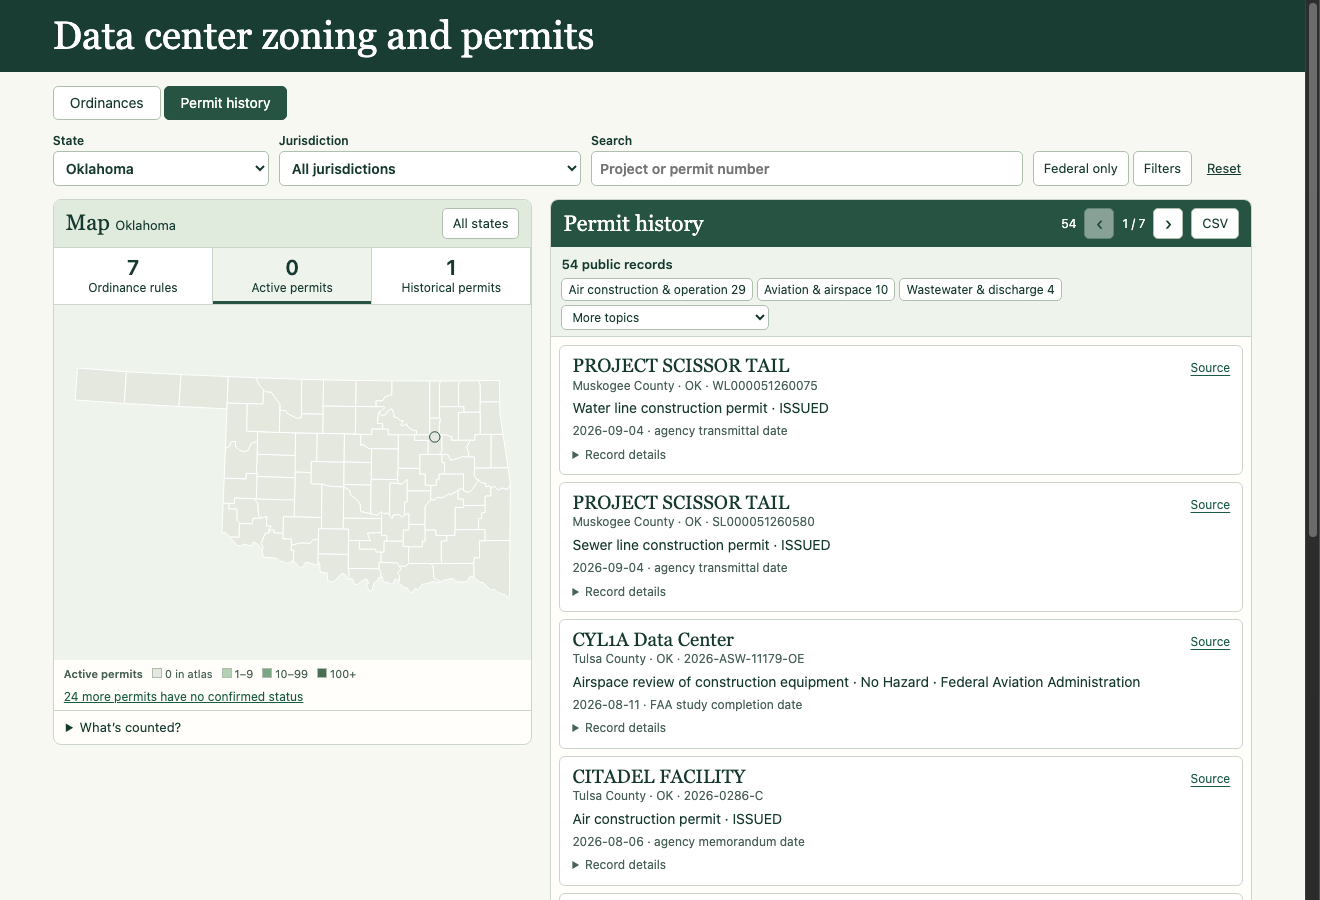 Data center zoning and permits
Ordinances
Permit history
State
Jurisdiction
Search
Oklahoma
All jurisdictions
Project or permit number
Federal only
Filters
Reset
Map Oklahoma
All states
7
Ordinance rules
0
Active permits
1
Historical permits
Active permits 0 in atlas 1–9 10–99 100+
24 more permits have no confirmed status
▶ What's counted?
Permit history
54 ‹ 1 / 7 › CSV
54 public records
Air construction & operation 29
Aviation & airspace 10
Wastewater & discharge 4
More topics
PROJECT SCISSOR TAIL
Source
Muskogee County · OK · WL000051260075
Water line construction permit · ISSUED
2026-09-04 · agency transmittal date
▶ Record details
PROJECT SCISSOR TAIL
Source
Muskogee County · OK · SL000051260580
Sewer line construction permit · ISSUED
2026-09-04 · agency transmittal date
▶ Record details
CYL1A Data Center
Source
Tulsa County · OK · 2026-ASW-11179-OE
Airspace review of construction equipment · No Hazard · Federal Aviation Administration
2026-08-11 · FAA study completion date
▶ Record details
CITADEL FACILITY
Source
Tulsa County · OK · 2026-0286-C
Air construction permit · ISSUED
2026-08-06 · agency memorandum date
▶ Record details